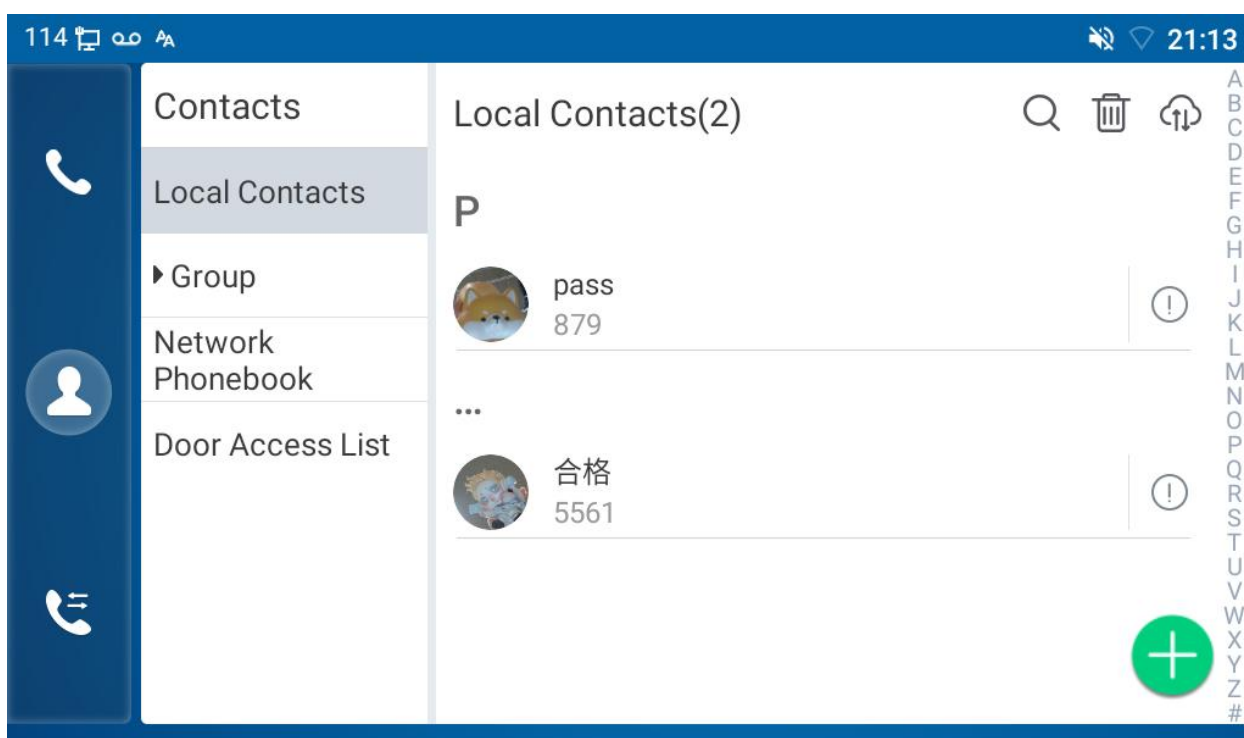 114
21:13
Contacts
Local Contacts
Group
Network
Phonebook
Door Access List
Local Contacts(2)
P
pass
879
...
合格
5561
A
B
C
D
E
F
G
H
I
J
K
L
M
N
O
P
Q
R
S
T
U
V
W
X
Y
Z
#